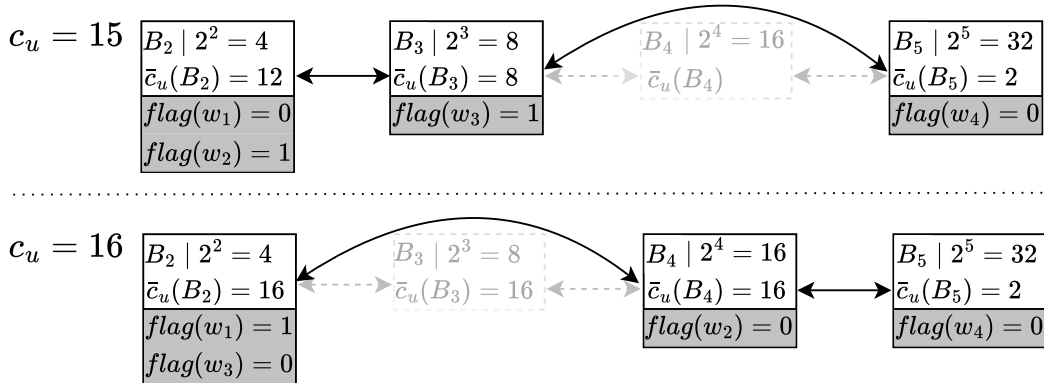 c_u = 15
B_2 | 2^2 = 4
c̄_u(B_2) = 12
flag(w_1) = 0
flag(w_2) = 1
B_3 | 2^3 = 8
c̄_u(B_3) = 8
flag(w_3) = 1
B_4 | 2^4 = 16
c̄_u(B_4)
B_5 | 2^5 = 32
c̄_u(B_5) = 2
flag(w_4) = 0
c_u = 16
B_2 | 2^2 = 4
c̄_u(B_2) = 16
flag(w_1) = 1
flag(w_3) = 0
B_3 | 2^3 = 8
c̄_u(B_3) = 16
B_4 | 2^4 = 16
c̄_u(B_4) = 16
flag(w_2) = 0
B_5 | 2^5 = 32
c̄_u(B_5) = 2
flag(w_4) = 0